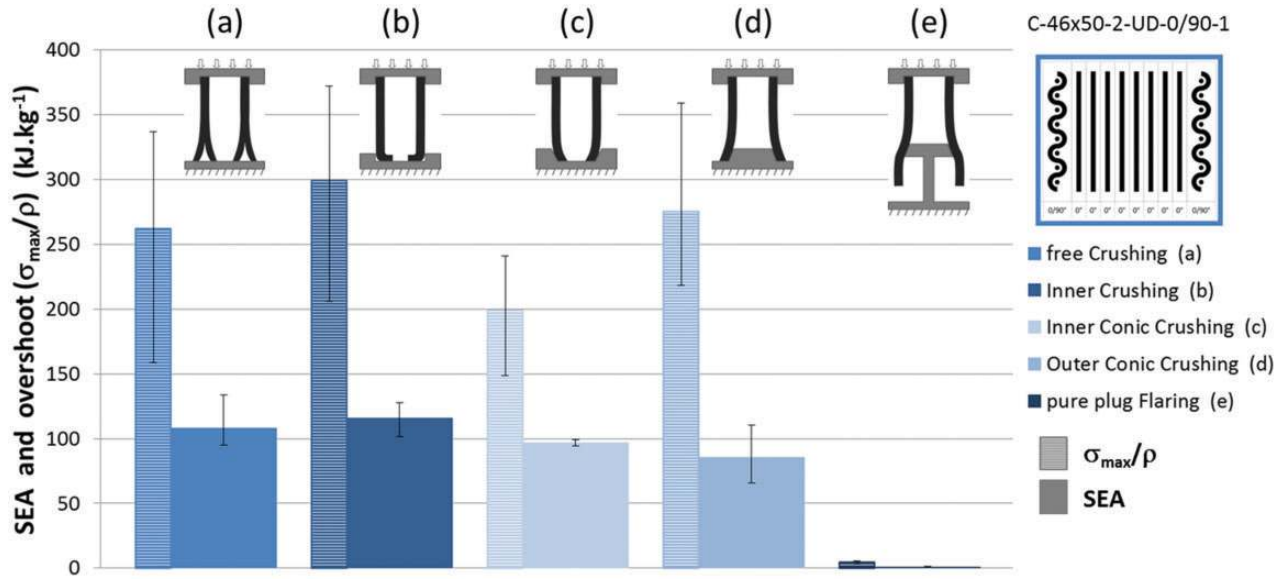 (a) (b) (c) (d) (e)
C-46x50-2-UD-0/90-1
SEA and overshoot (σmax/ρ) (kJ.kg-1)
400
350
300
250
200
150
100
50
0
0/90° 0° 0° 0° 0° 0° 0° 0° 0° 0/90°
free Crushing (a)
Inner Crushing (b)
Inner Conic Crushing (c)
Outer Conic Crushing (d)
pure plug Flaring (e)
σmax/ρ
SEA